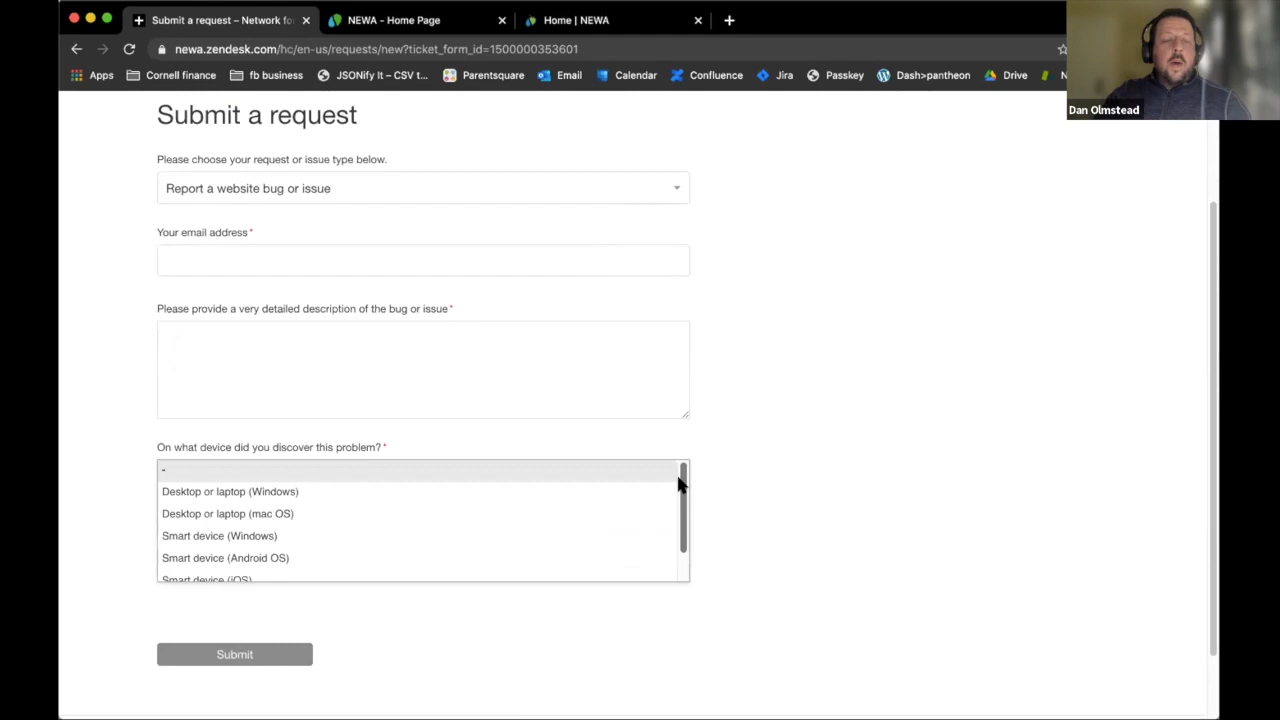 Submit a request – Network fo
NEWA - Home Page
Home | NEWA
newa.zendesk.com/hc/en-us/requests/new?ticket_form_id=1500000353601
Apps
Cornell finance
fb business
JSONify It – CSV t...
Parentsquare
Email
Calendar
Confluence
Jira
Passkey
Dash>pantheon
Drive
N
Dan Olmstead
Submit a request
Please choose your request or issue type below.
Report a website bug or issue
Your email address*
Please provide a very detailed description of the bug or issue*
On what device did you discover this problem?*
-
Desktop or laptop (Windows)
Desktop or laptop (mac OS)
Smart device (Windows)
Smart device (Android OS)
Smart device (iOS)
Submit